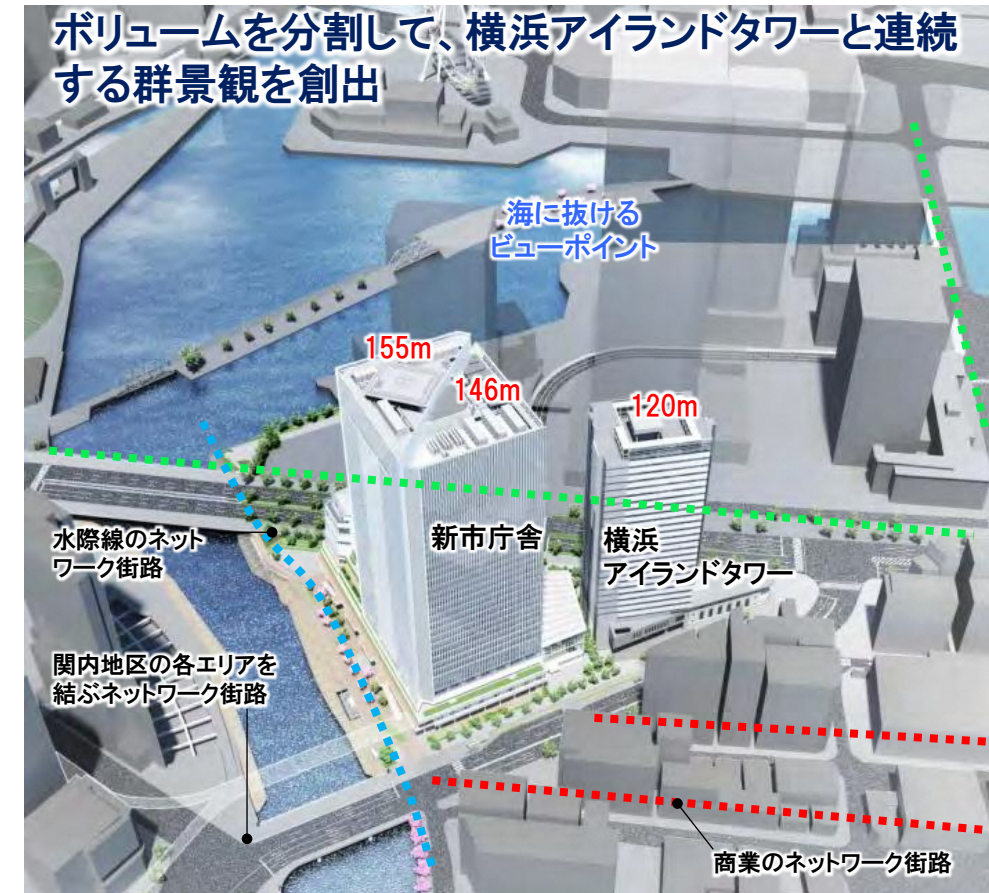 ボリュームを分割して、横浜アイランドタワーと連続
する群景観を創出
海に抜ける
ビューポイント
155m
146m
120m
新市庁舎
横浜
アイランドタワー
水際線のネット
ワーク街路
関内地区の各エリアを
結ぶネットワーク街路
商業のネットワーク街路